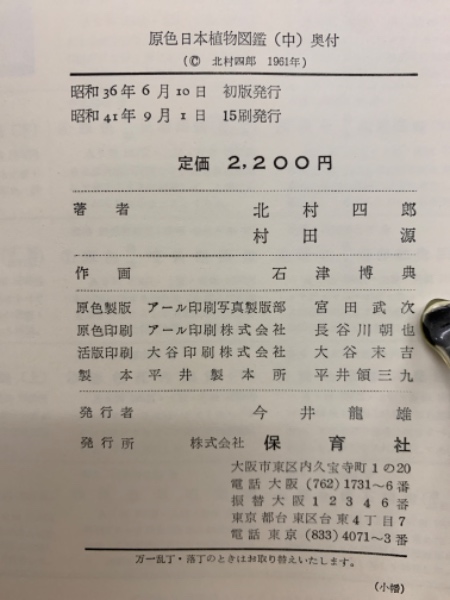 原色日本植物図鑑(中)奥付
(© 北村四郎 1961年)
昭和36年6月10日 初版発行
昭和41年9月1日 15刷発行
定価 2,200円
著者 北村四郎
村田源
作画 石津博典
原色製版 アール印刷写真製版部 宮田武次
原色印刷 アール印刷株式会社 長谷川朝也
活版印刷 大谷印刷株式会社 大谷末吉
製本 平井製本所 平井領三九
発行者 今井龍雄
発行所 株式会社 保育社
大阪市東区内久宝寺町1の20
電話 大阪 (762) 1731~6番
振替大阪12346番
東京都台東区台東4丁目7
電話 東京 (833) 4071~3番
万一乱丁・落丁のときはお取り替えいたします。
(小幡)